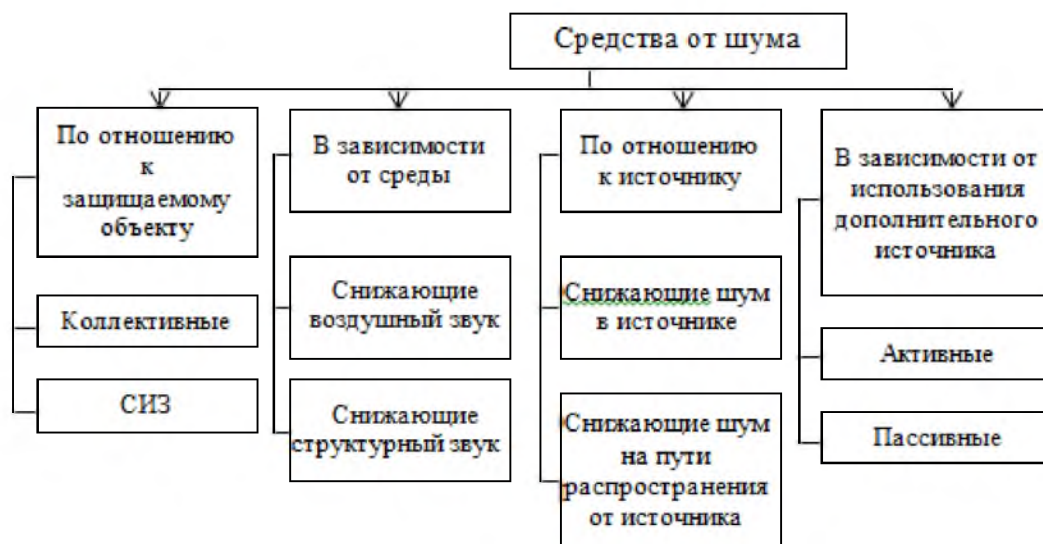 Средства от шума
По отношению
к
защищаемому
объекту
Коллективные
СИЗ
В зависимости
от среды
Снижающие
воздушный звук
Снижающие
структурный звук
По отношению
к источнику
Снижающие шум
в источнике
Снижающие шум
на пути
распространения
от источника
В зависимости от
использования
дополнительного
источника
Активные
Пассивные